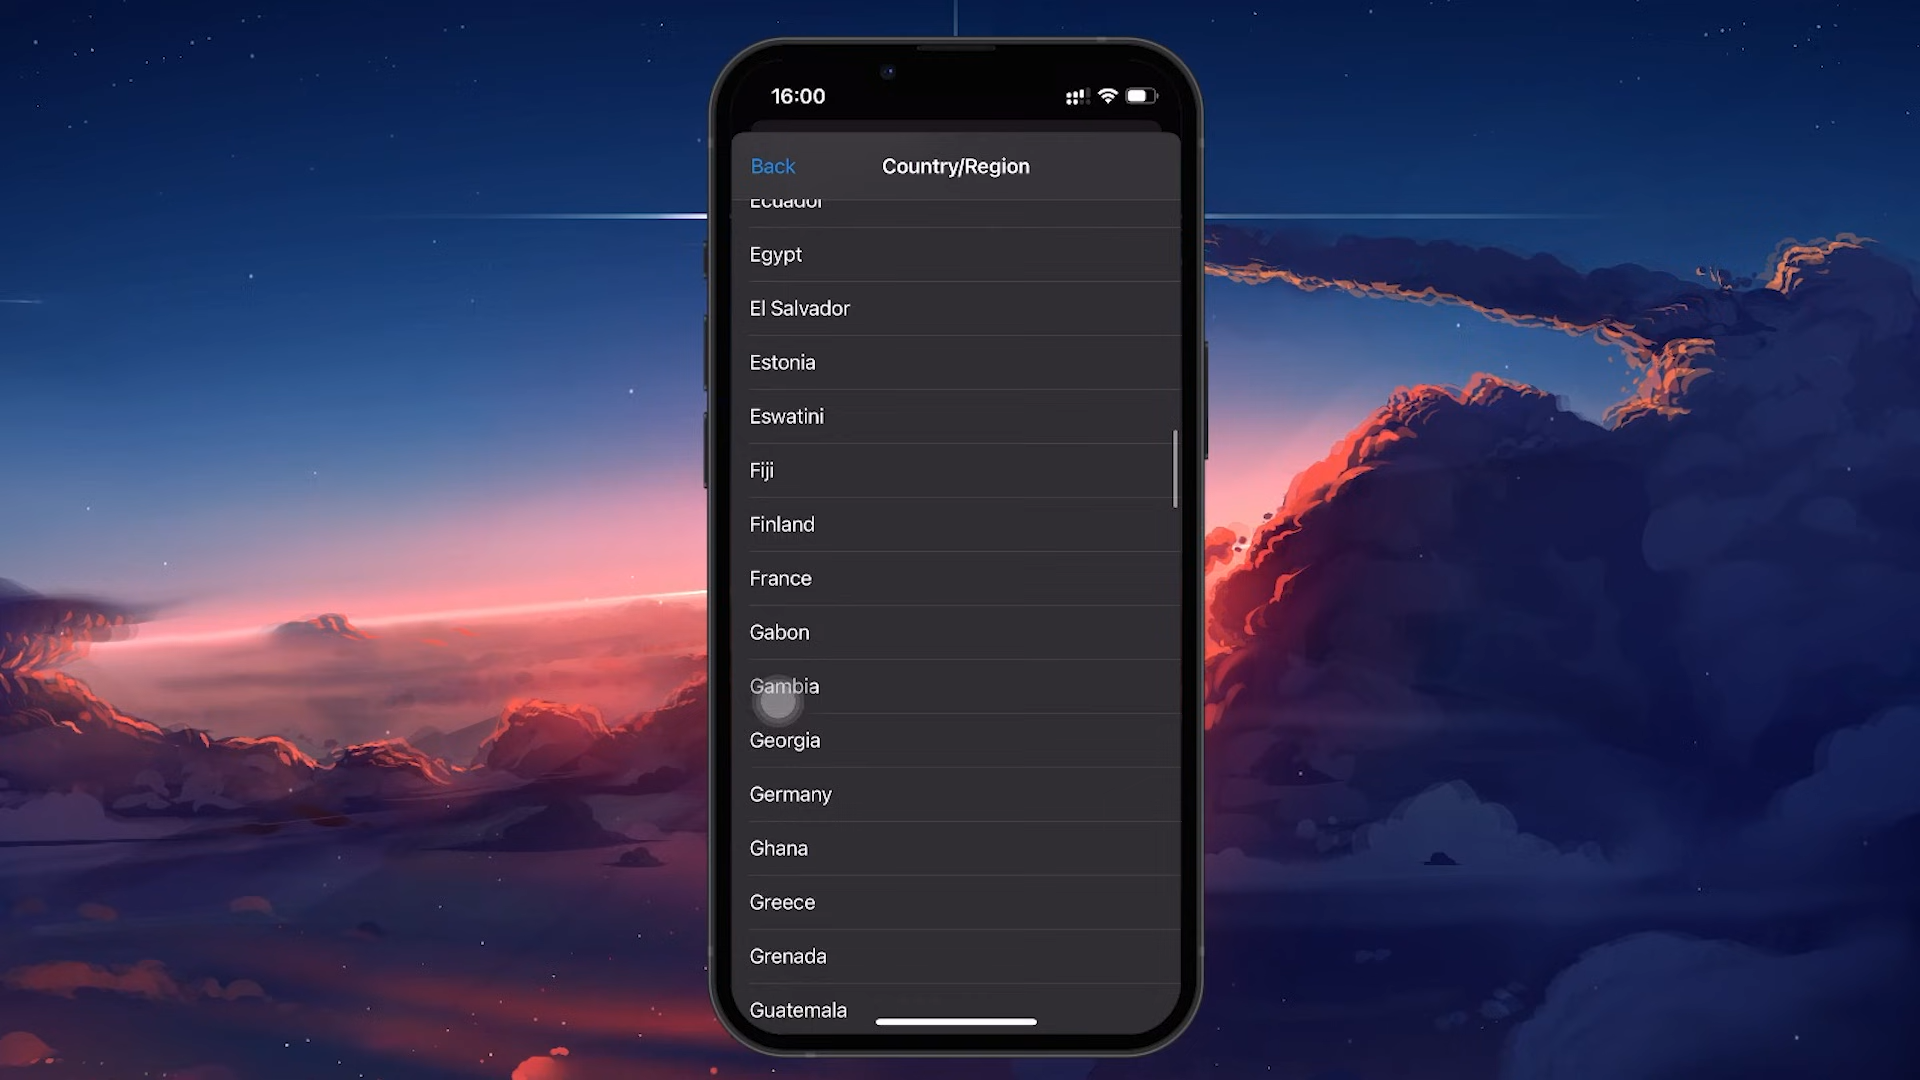 16:00
Back
Country/Region
Ecuador
Egypt
El Salvador
Estonia
Eswatini
Fiji
Finland
France
Gabon
Gambia
Georgia
Germany
Ghana
Greece
Grenada
Guatemala